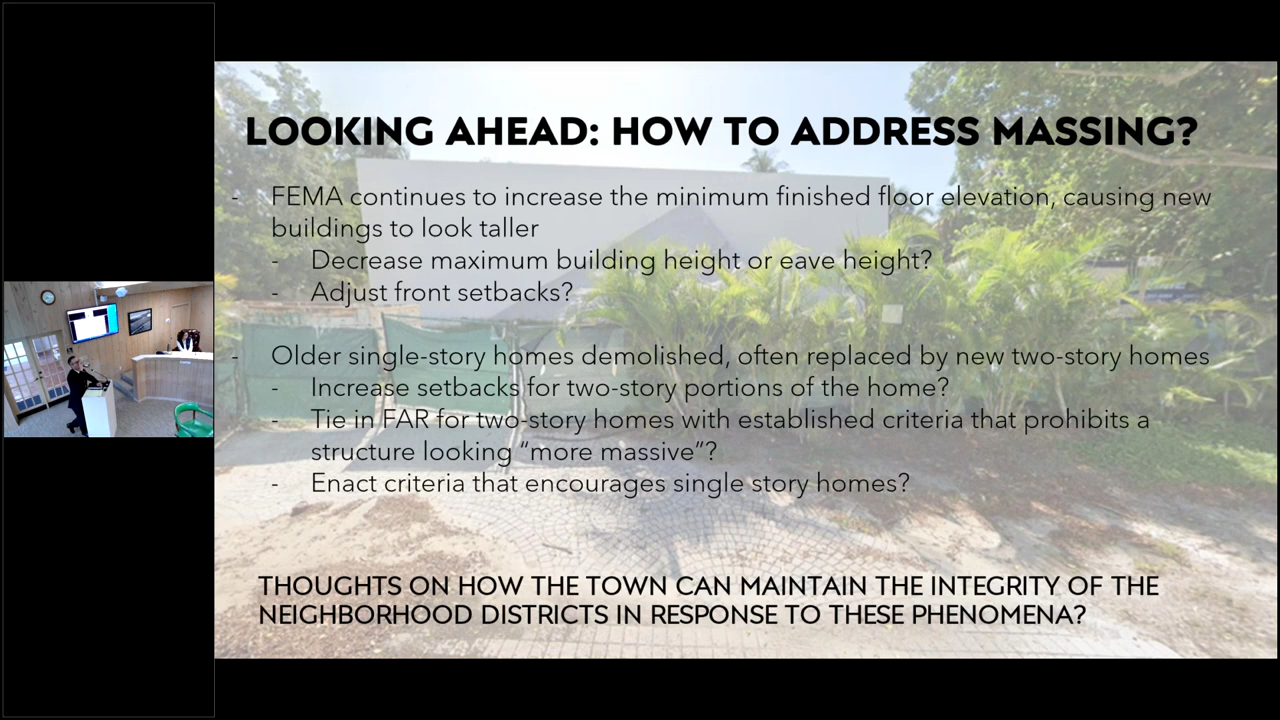 LOOKING AHEAD: HOW TO ADDRESS MASSING?
- FEMA continues to increase the minimum finished floor elevation, causing new
buildings to look taller
- Decrease maximum building height or eave height?
- Adjust front setbacks?
- Older single-story homes demolished, often replaced by new two-story homes
- Increase setbacks for two-story portions of the home?
- Tie in FAR for two-story homes with established criteria that prohibits a
structure looking “more massive”?
- Enact criteria that encourages single story homes?
THOUGHTS ON HOW THE TOWN CAN MAINTAIN THE INTEGRITY OF THE
NEIGHBORHOOD DISTRICTS IN RESPONSE TO THESE PHENOMENA?